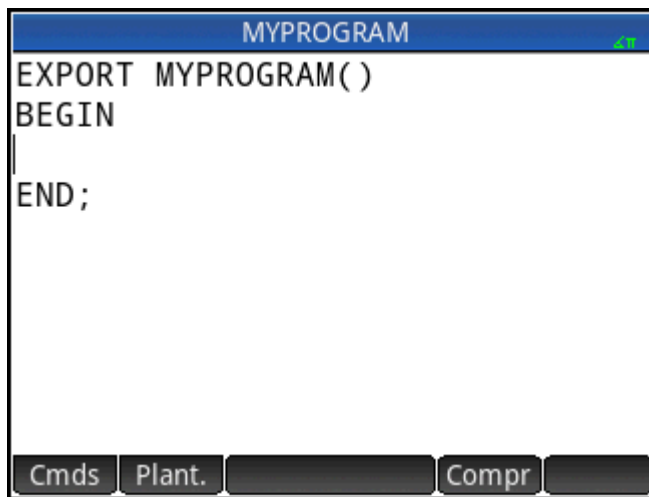 MYPROGRAM
∡π
EXPORT MYPROGRAM()
BEGIN
END;
Cmds Plant. Compr